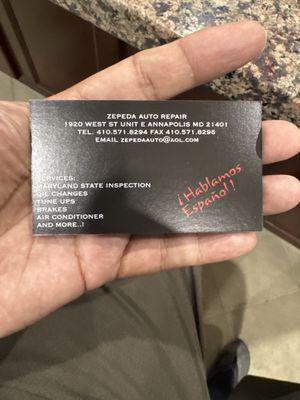 ZEPEDA AUTO REPAIR
1920 WEST ST UNIT E ANNAPOLIS MD 21401
TEL. 410.571.8294 FAX 410.571.8296
EMAIL ZEPEDAAUTO@AOL.COM
SERVICES:
MARYLAND STATE INSPECTION
OIL CHANGES
TUNE UPS
BRAKES
AIR CONDITIONER
AND MORE..!
¡Hablamos
Español!